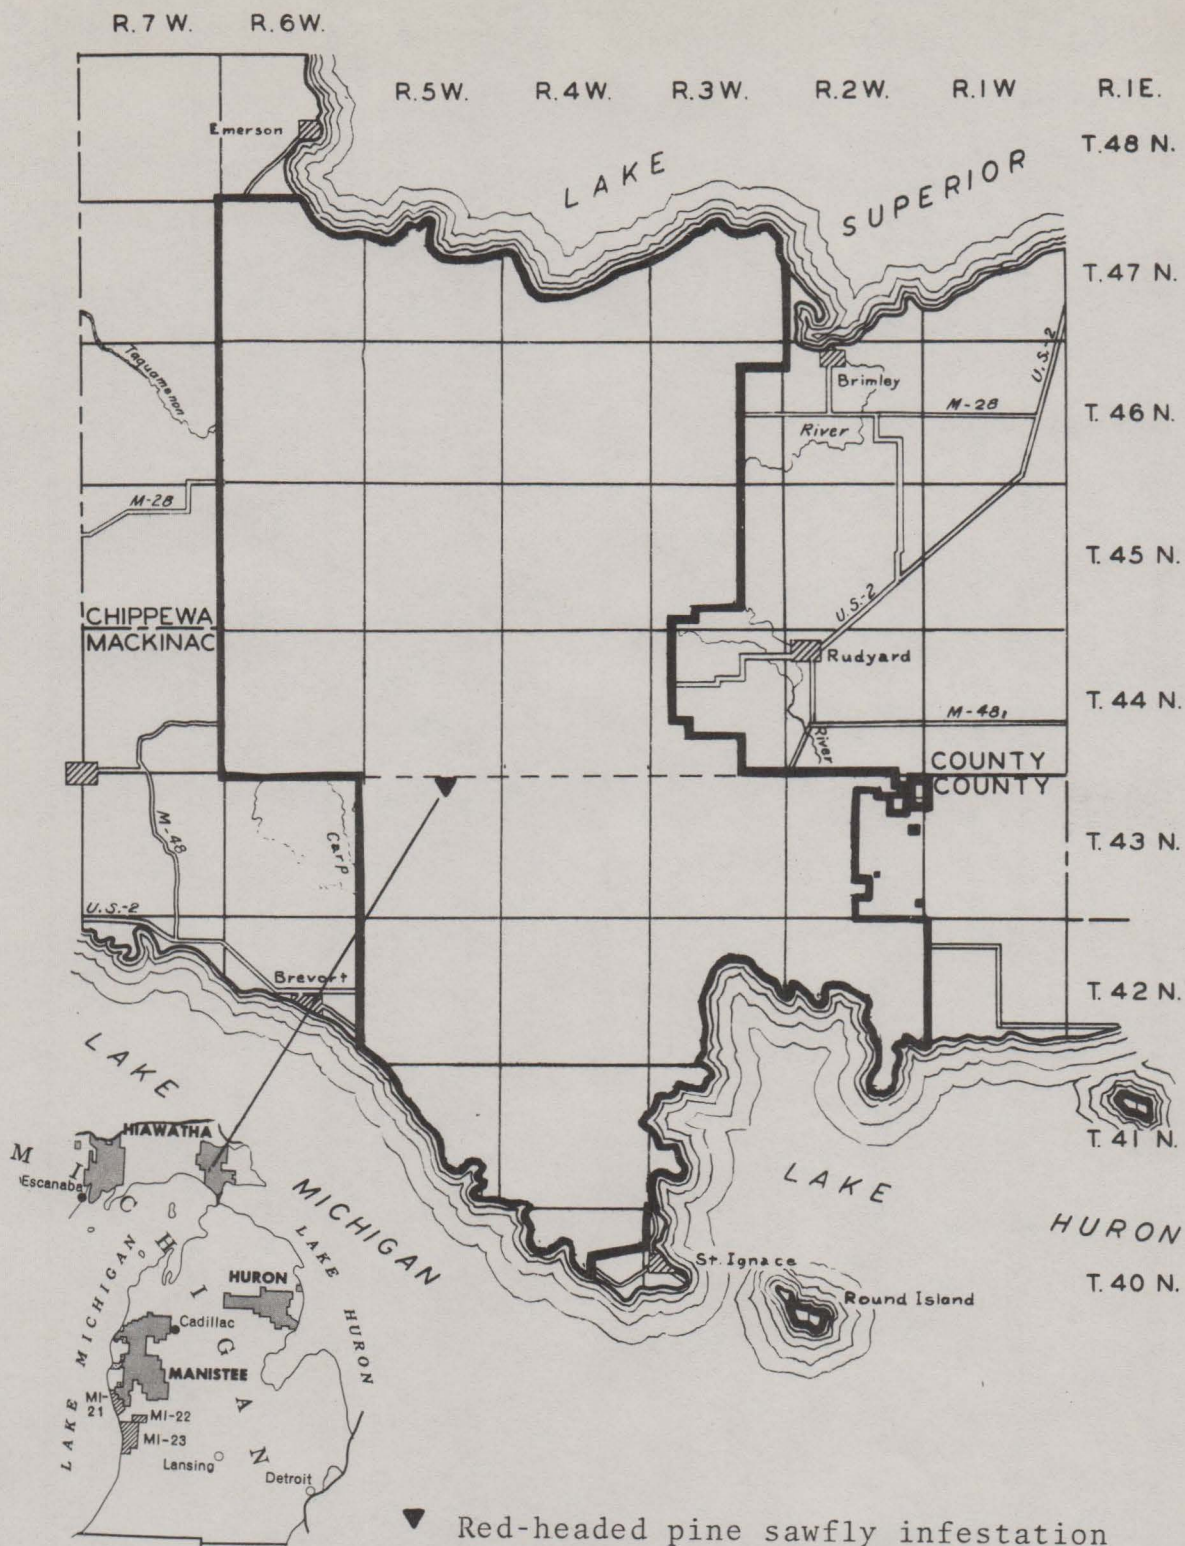 R. 7 W. R. 6W.
R.5W. R.4W. R.3W. R.2W. R.1W R.1E.
Emerson
T.48 N.
LAKE SUPERIOR
T.47 N.
Taquamenon
U.S.-2
Brimley
M-28
T. 46 N.
River
M-28
T. 45 N.
CHIPPEWA
MACKINAC
U.S.-2
Rudyard
T. 44 N.
M-48
River
COUNTY
COUNTY
M-48
Carp
T. 43 N.
U.S.-2
Brevort
T. 42 N.
LAKE MICHIGAN
HIAWATHA
T. 41 N.
MICHIGAN
Escanaba
LAKE HURON
St. Ignace
T. 40 N.
Round Island
LAKE MICHIGAN
LAKE HURON
HURON
Cadillac
MANISTEE
MI-
21
MI-22
MI-23
Lansing
Detroit
Red-headed pine sawfly infestation